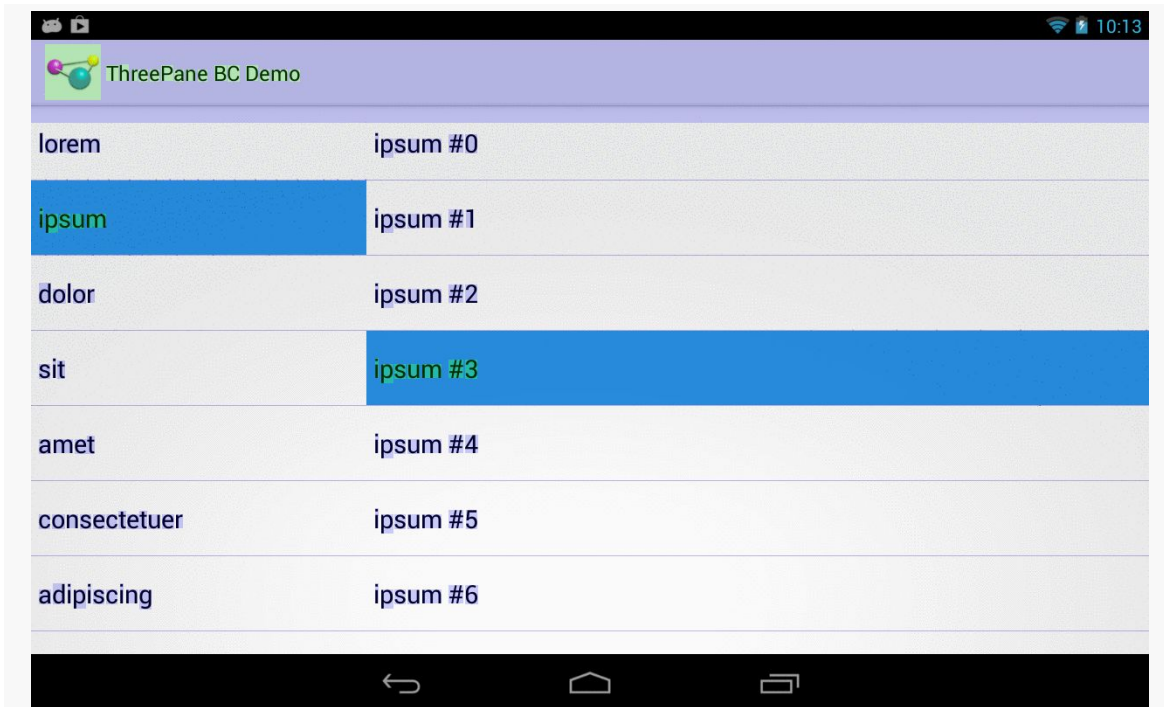 10:13
ThreePane BC Demo
lorem
ipsum #0
ipsum
ipsum #1
dolor
ipsum #2
sit
ipsum #3
amet
ipsum #4
consectetuer
ipsum #5
adipiscing
ipsum #6